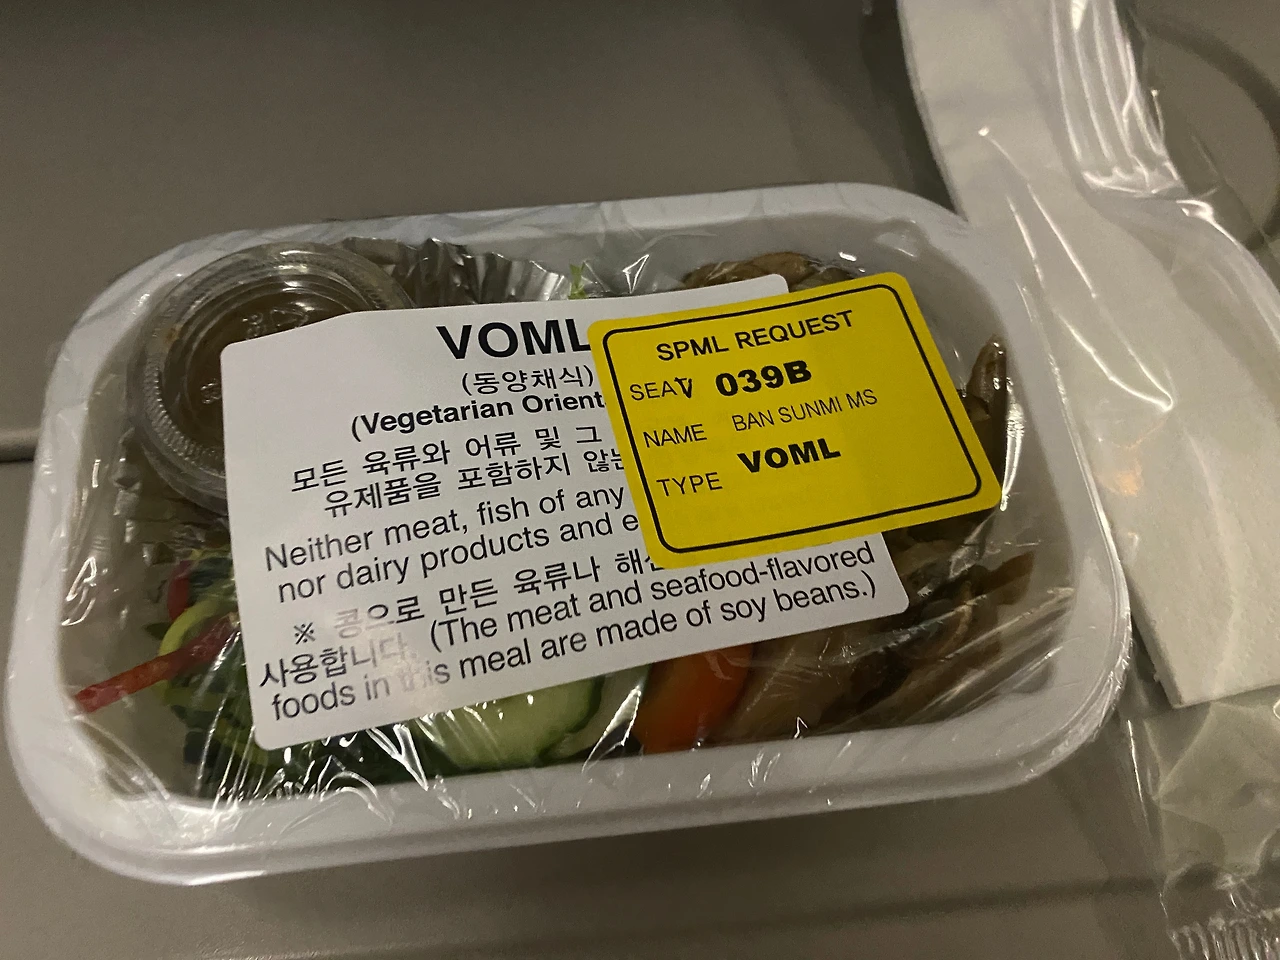 VOML
(동양채식)
(Vegetarian Orient
모든 육류와 어류 및 그
유제품을 포함하지 않는
Neither meat, fish of any
nor dairy products and e
※ 콩으로 만든 육류나 해산
사용합니다. (The meat and seafood-flavored
foods in this meal are made of soy beans.)
SPML REQUEST
SEAT 039B
NAME BAN SUNMI MS
TYPE VOML